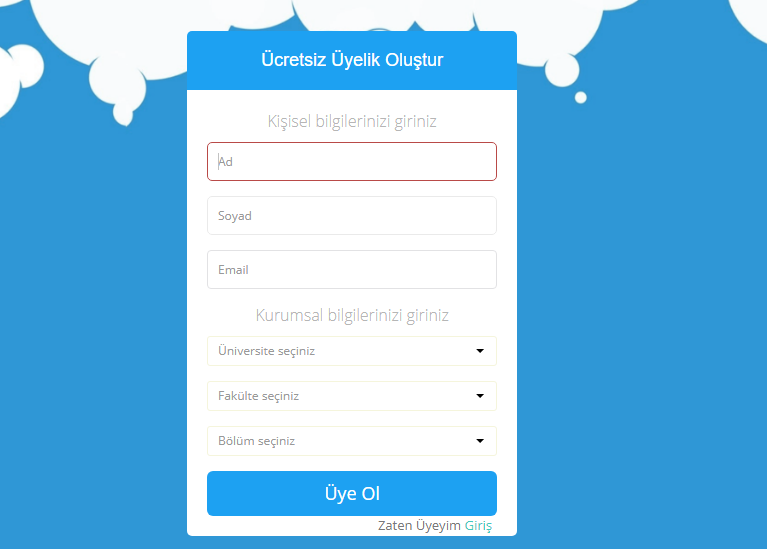 Ücretsiz Üyelik Oluştur
Kişisel bilgilerinizi giriniz
Ad
Soyad
Email
Kurumsal bilgilerinizi giriniz
Üniversite seçiniz
Fakülte seçiniz
Bölüm seçiniz
Üye Ol
Zaten Üyeyim Giriş